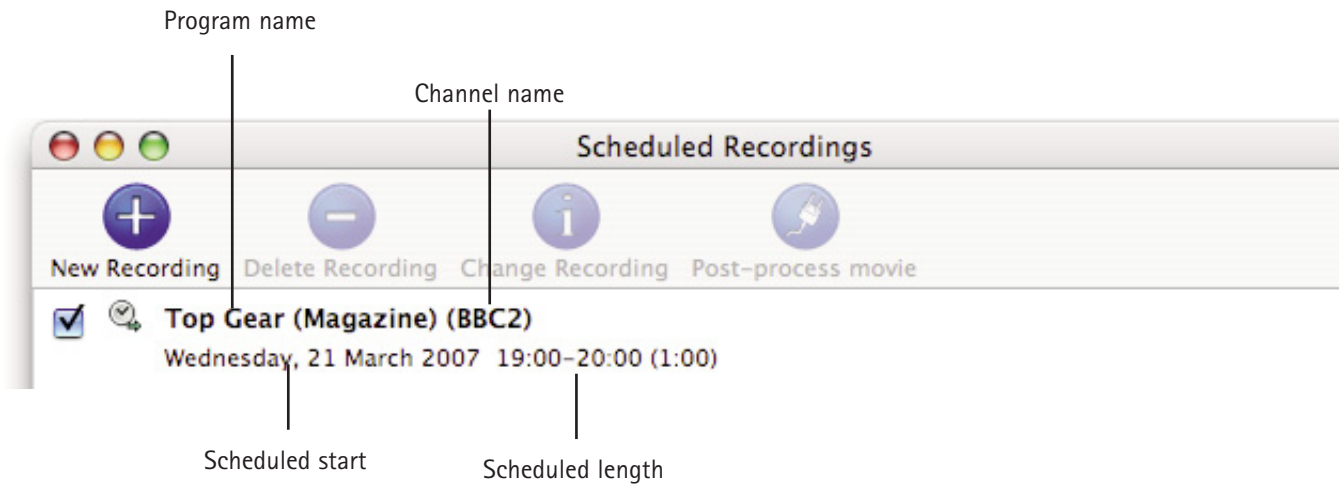 Program name
Channel name
Scheduled Recordings
New Recording Delete Recording Change Recording Post-process movie
Top Gear (Magazine) (BBC2)
Wednesday, 21 March 2007 19:00–20:00 (1:00)
Scheduled start
Scheduled length